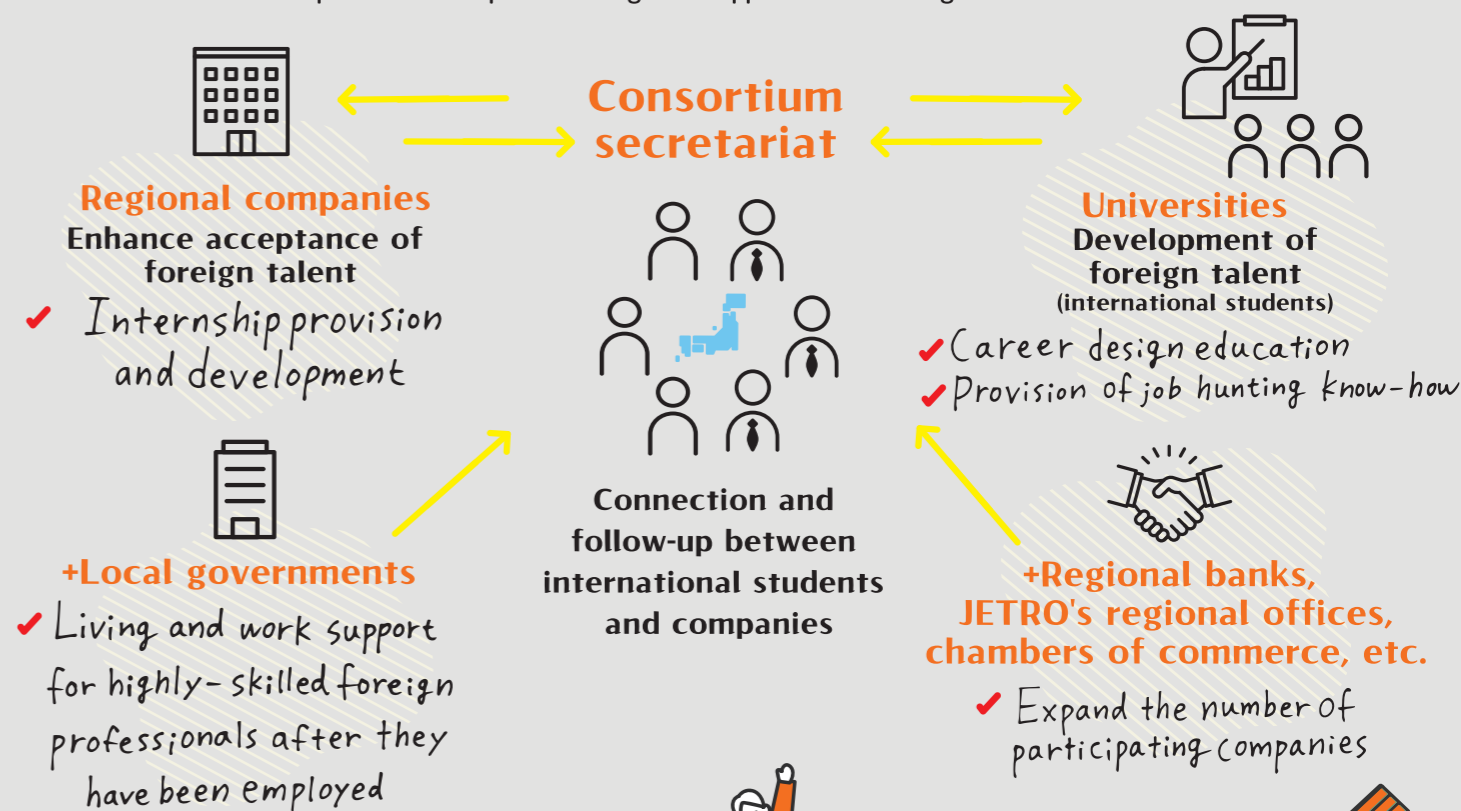 Consortium
secretariat
Regional companies
Enhance acceptance of
foreign talent
Internship provision
and development
Universities
Development of
foreign talent
(international students)
Career design education
Provision of job hunting know-how
Connection and
follow-up between
international students
and companies
+Local governments
Living and work support
for highly-skilled foreign
professionals after they
have been employed
+Regional banks,
JETRO's regional offices,
chambers of commerce, etc.
Expand the number of
participating companies